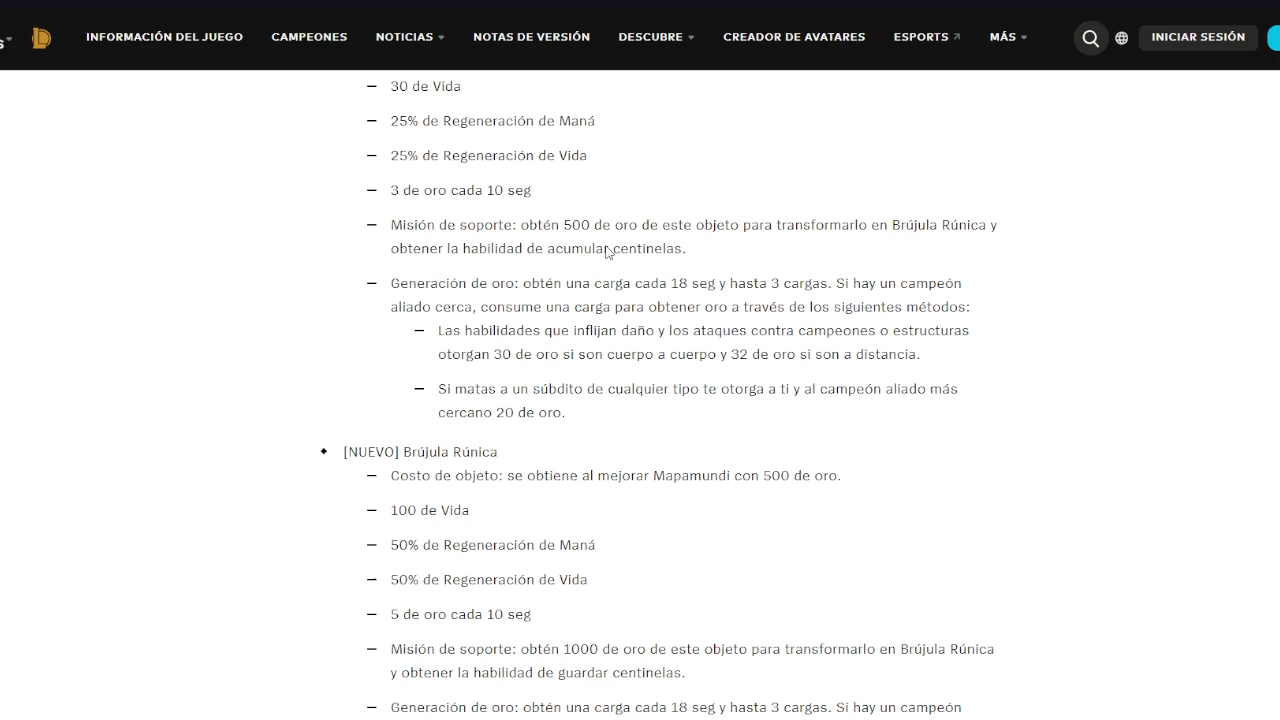 INFORMACIÓN DEL JUEGO CAMPEONES NOTICIAS NOTAS DE VERSIÓN DESCUBRE CREADOR DE AVATARES ESPORTS MÁS INICIAR SESIÓN
30 de Vida
25% de Regeneración de Maná
25% de Regeneración de Vida
3 de oro cada 10 seg
Misión de soporte: obtén 500 de oro de este objeto para transformarlo en Brújula Rúnica y
obtener la habilidad de acumular centinelas.
Generación de oro: obtén una carga cada 18 seg y hasta 3 cargas. Si hay un campeón
aliado cerca, consume una carga para obtener oro a través de los siguientes métodos:
Las habilidades que inflijan daño y los ataques contra campeones o estructuras
otorgan 30 de oro si son cuerpo a cuerpo y 32 de oro si son a distancia.
Si matas a un súbdito de cualquier tipo te otorga a ti y al campeón aliado más
cercano 20 de oro.
[NUEVO] Brújula Rúnica
Costo de objeto: se obtiene al mejorar Mapamundi con 500 de oro.
100 de Vida
50% de Regeneración de Maná
50% de Regeneración de Vida
5 de oro cada 10 seg
Misión de soporte: obtén 1000 de oro de este objeto para transformarlo en Brújula Rúnica
y obtener la habilidad de guardar centinelas.
Generación de oro: obtén una carga cada 18 seg y hasta 3 cargas. Si hay un campeón